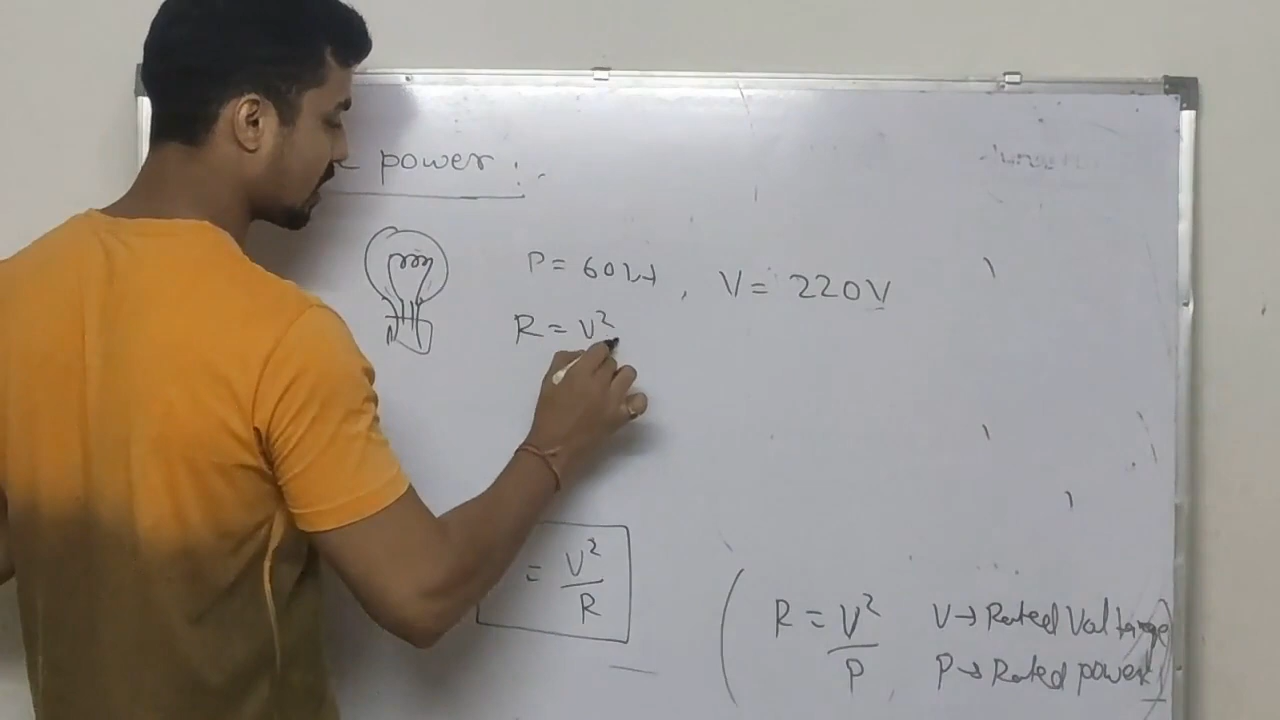 power :-
P = 60W , V = 220V
R = V²
= V²/R
R = V²/P
V → Rated Voltage
P → Rated power